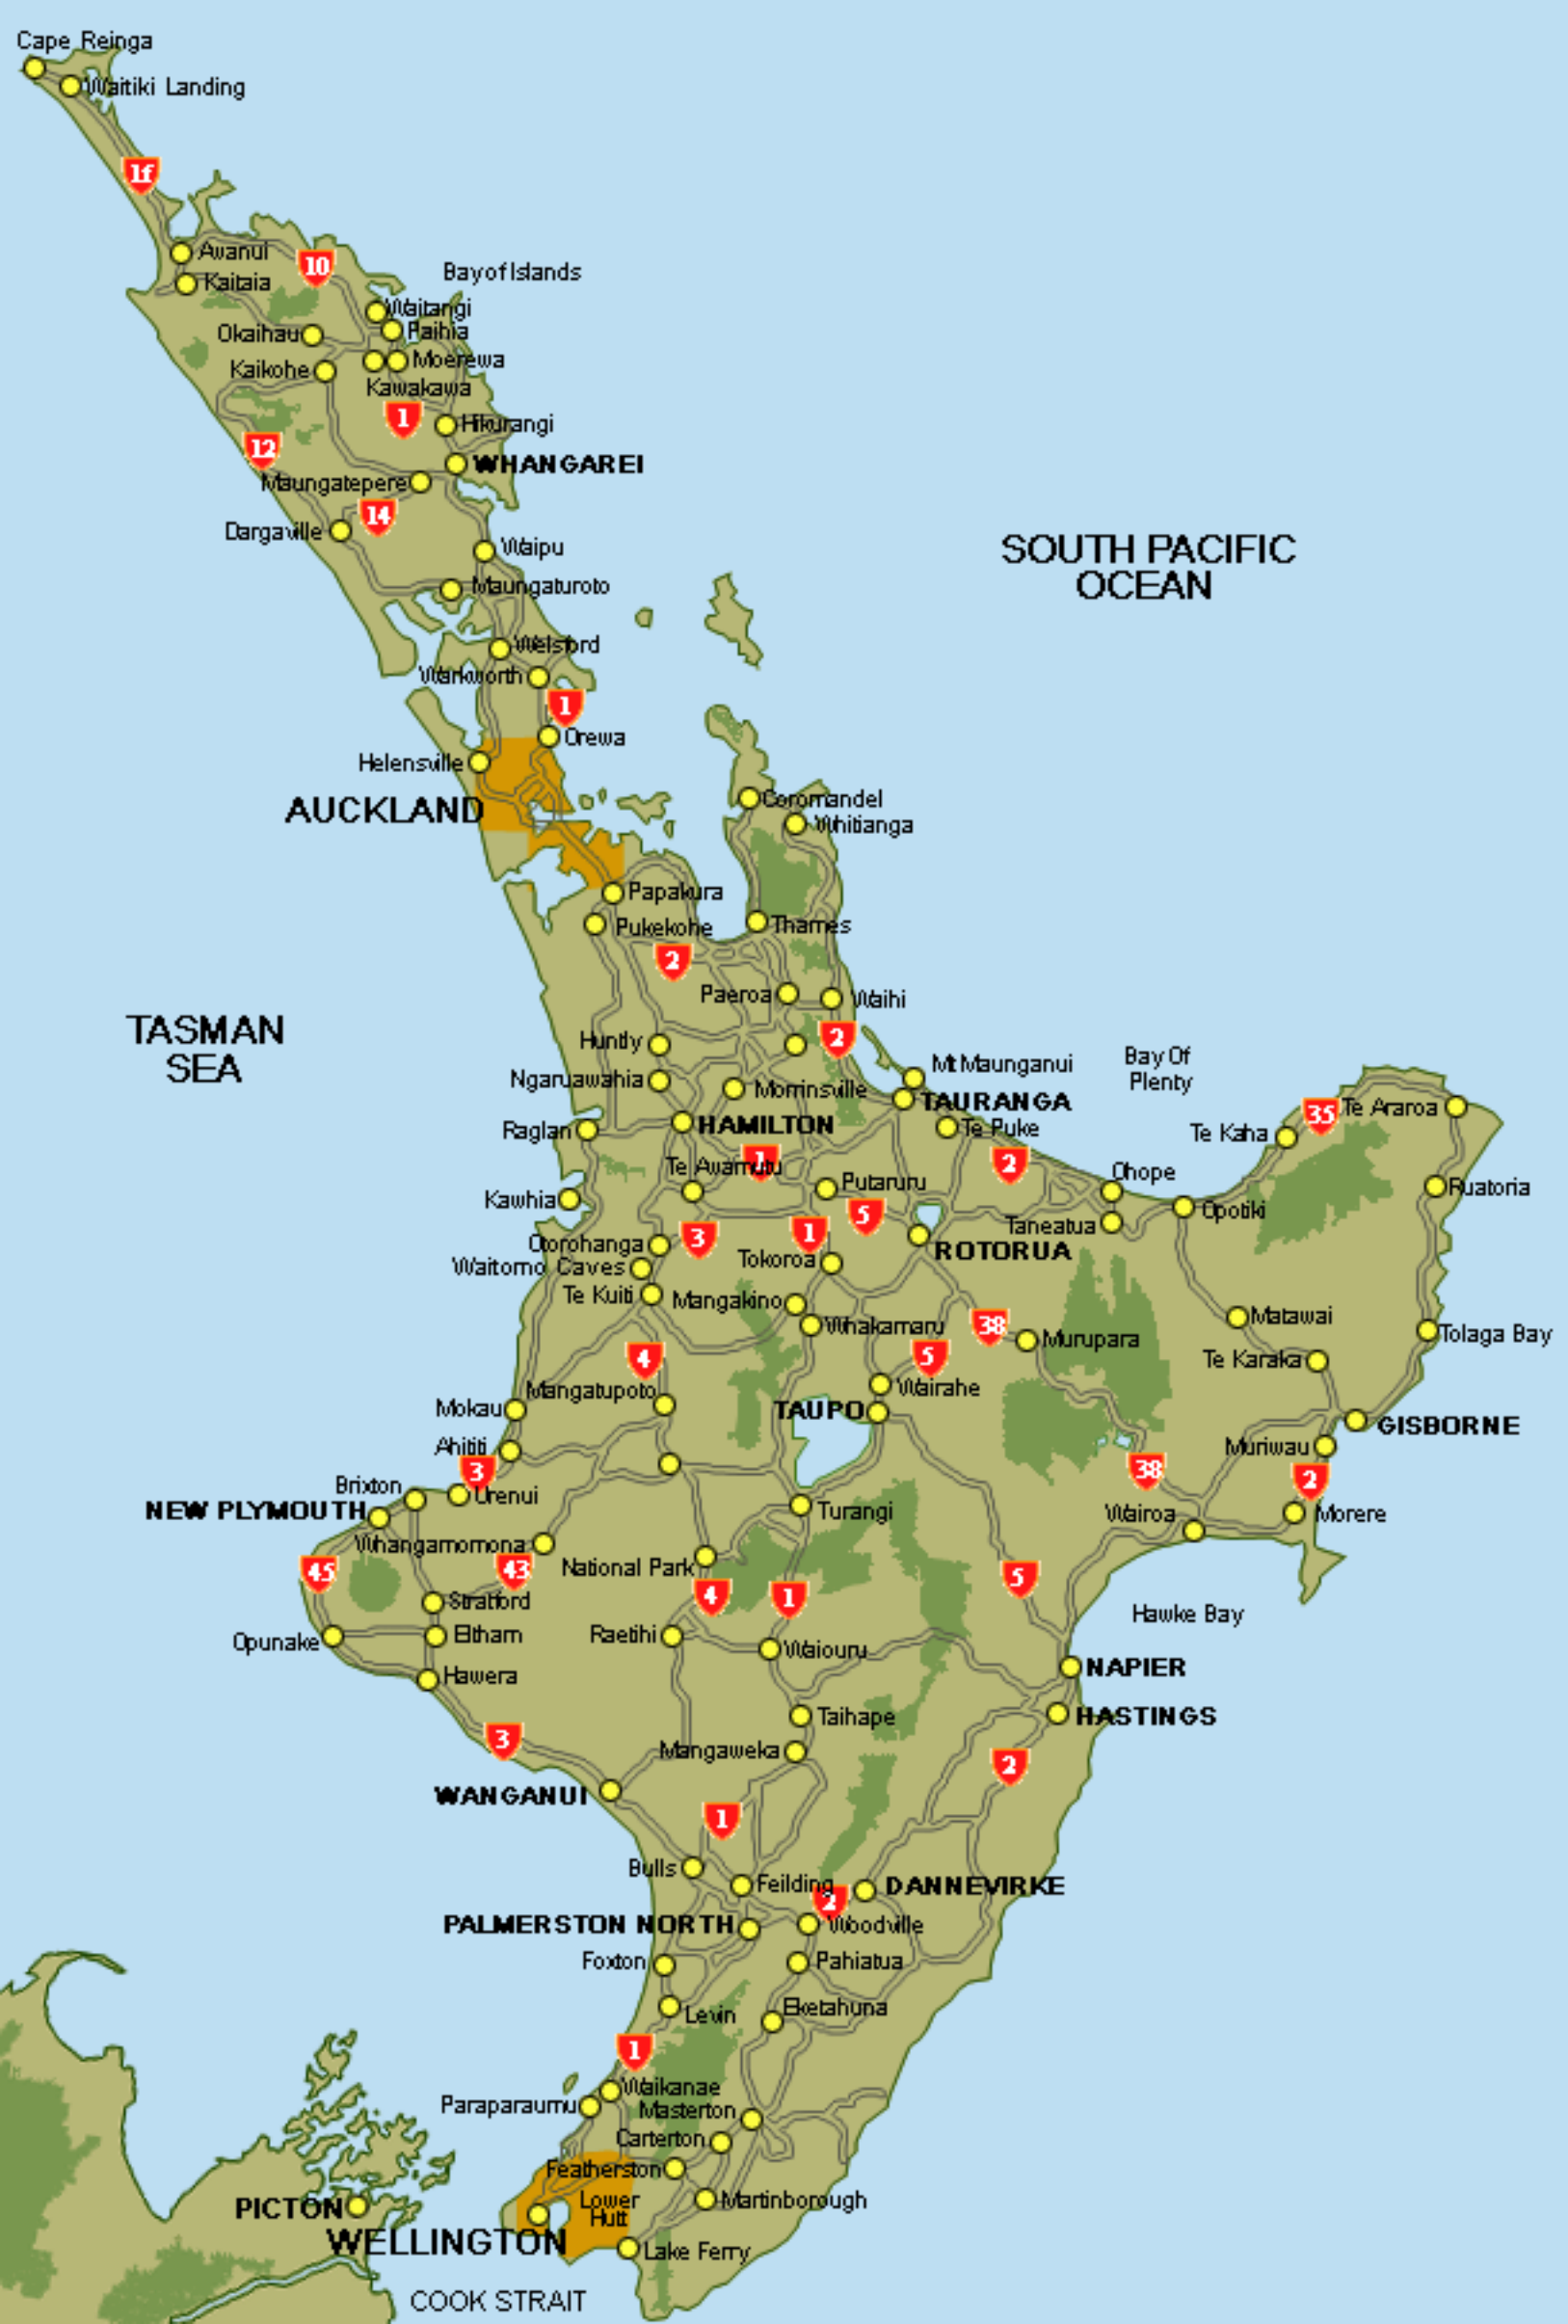 Cape Reinga
Waitiki Landing
1f
Awanui
10
Bay of Islands
Kaitaia
Waitangi
Okaihau
Paihia
Kaikohe
Moerewa
Kawakawa
1
Hikurangi
12
WHANGAREI
Maungatepere
14
Dargaville
Waipu
SOUTH PACIFIC
OCEAN
Maungaturoto
Welsford
Warkworth
1
Orewa
Helensville
AUCKLAND
Coromandel
Whitianga
Papakura
Pukekohe
Thames
2
Paeroa
Waihi
TASMAN
SEA
Huntly
2
Bay Of
Plenty
Mt Maunganui
Ngaruawahia
Morrinsville
TAURANGA
35
Te Araroa
Raglan
HAMILTON
Te Puke
Te Kaha
1
Te Awamutu
2
Ohope
Kawhia
Putaruru
Ruatoria
5
Opotiki
Taneatua
3
1
Otorohanga
ROTORUA
Waitomo Caves
Tokoroa
Te Kuiti
Mangakino
Matawai
Whakamaru
38
Murupara
Tolaga Bay
4
5
Te Karaka
Mangatupoto
Wairahe
Mokau
TAUPO
GISBORNE
Ahititi
Muriwau
3
38
2
Brixton
Urenui
NEW PLYMOUTH
Turangi
Wairoa
Morere
Whangamomona
45
43
National Park
5
4
1
Stratford
Hawke Bay
Opunake
Eltham
Raetihi
Waiouru
Hawera
NAPIER
Taihape
HASTINGS
3
Mangaweka
2
WANGANUI
1
Bulls
Feilding
DANNEVIRKE
2
PALMERSTON NORTH
Woodville
Foxton
Pahiatua
Levin
Eketahuna
1
Waikanae
Paraparaumu
Masterton
Carterton
Featherston
Lower
Hutt
Martinborough
PICTON
WELLINGTON
Lake Ferry
COOK STRAIT